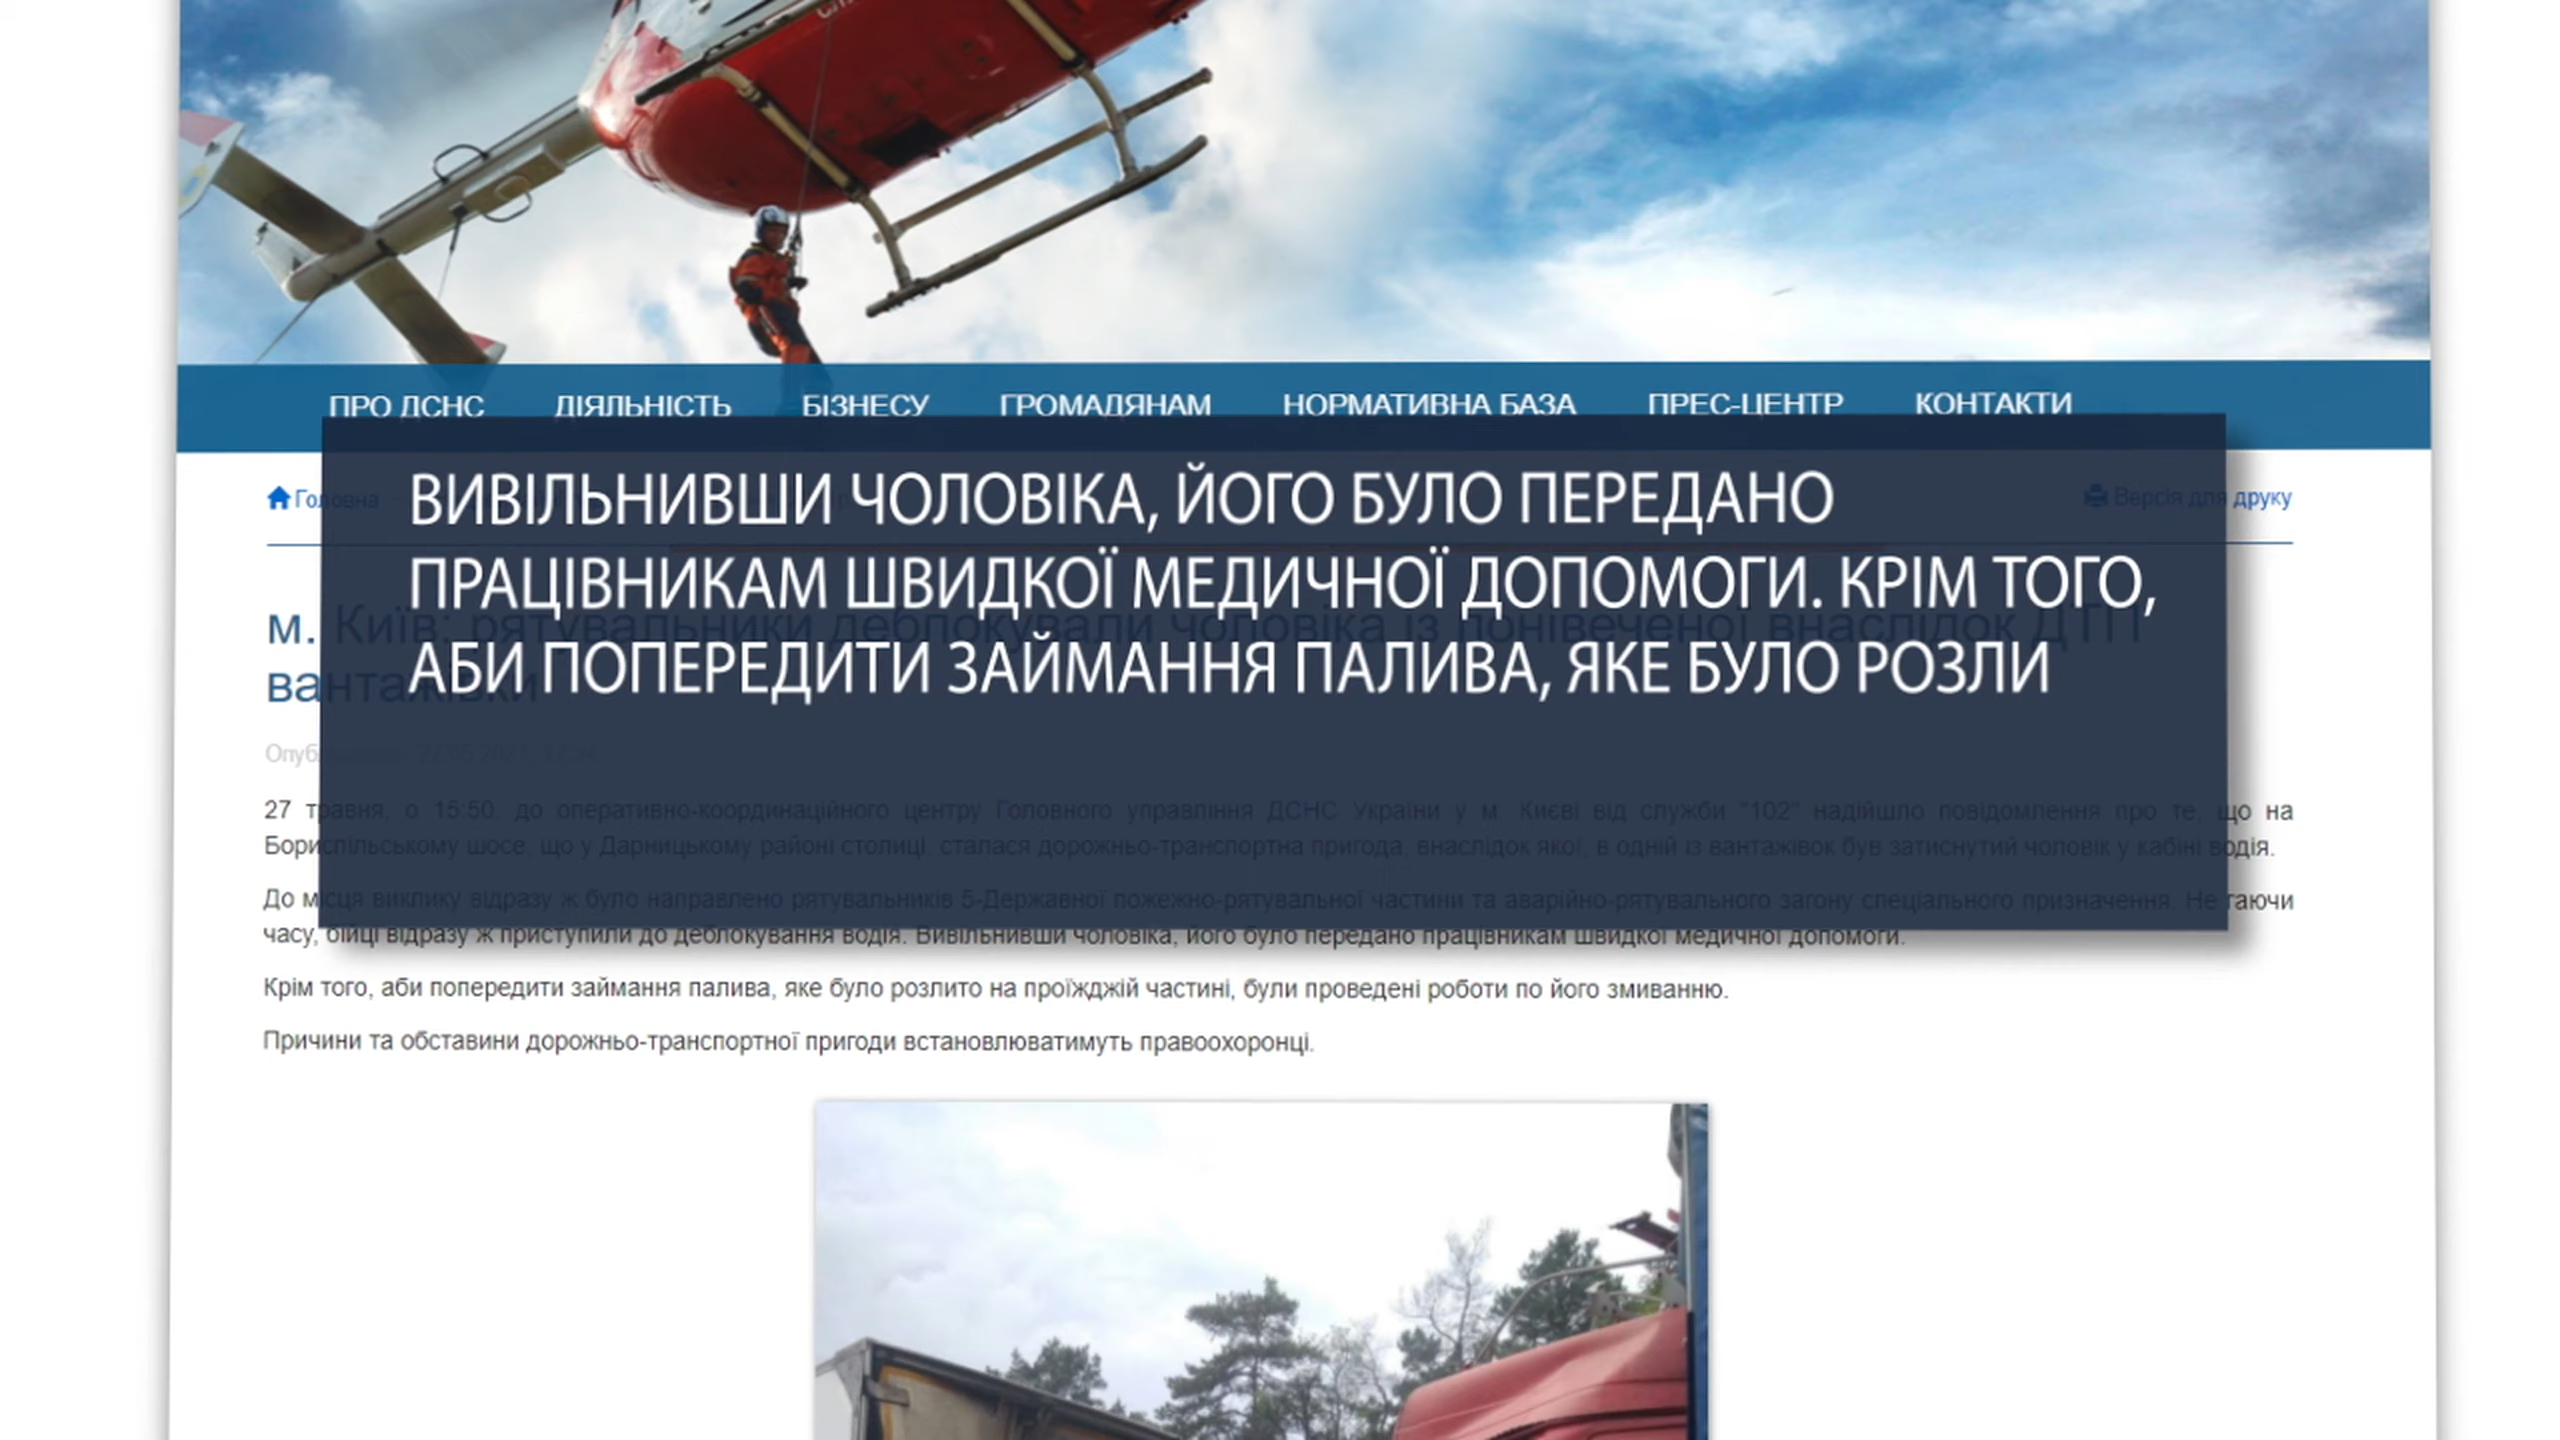 ПРО ДСНС ДІЯЛЬНІСТЬ БІЗНЕСУ ГРОМАДЯНАМ НОРМАТИВНА БАЗА ПРЕС-ЦЕНТР КОНТАКТИ
Головна Версія для друку
ВИВІЛЬНИВШИ ЧОЛОВІКА, ЙОГО БУЛО ПЕРЕДАНО
ПРАЦІВНИКАМ ШВИДКОЇ МЕДИЧНОЇ ДОПОМОГИ. КРІМ ТОГО,
АБИ ПОПЕРЕДИТИ ЗАЙМАННЯ ПАЛИВА, ЯКЕ БУЛО РОЗЛИ
м. Київ: рятувальники деблокували чоловіка із понівеченої внаслідок ДТП
вантажівки
27 травня, о 15:50, до оперативно-координаційного центру Головного управління ДСНС України у м. Києві від служби "102" надійшло повідомлення про те, що на
Бориспільському шосе, що у Дарницькому районі столиці, сталася дорожньо-транспортна пригода, внаслідок якої, в одній із вантажівок був затиснутий чоловік у кабіні водія.
До місця виклику відразу ж було направлено рятувальників 5-Державної пожежно-рятувальної частини та аварійно-рятувального загону спеціального призначення. Не гаючи
часу, бійці відразу ж приступили до деблокування водія. Вивільнивши чоловіка, його було передано працівникам швидкої медичної допомоги.
Крім того, аби попередити займання палива, яке було розлито на проїжджій частині, були проведені роботи по його змиванню.
Причини та обставини дорожньо-транспортної пригоди встановлюватимуть правоохоронці.